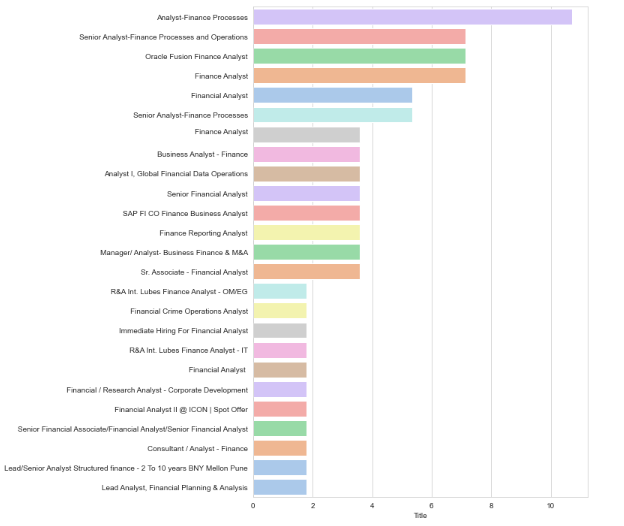 Analyst-Finance Processes
Senior Analyst-Finance Processes and Operations
Oracle Fusion Finance Analyst
Finance Analyst
Financial Analyst
Senior Analyst-Finance Processes
Finance Analyst
Business Analyst - Finance
Analyst I, Global Financial Data Operations
Senior Financial Analyst
SAP FI CO Finance Business Analyst
Finance Reporting Analyst
Manager/ Analyst- Business Finance & M&A
Sr. Associate - Financial Analyst
R&A Int. Lubes Finance Analyst - OM/EG
Financial Crime Operations Analyst
Immediate Hiring For Financial Analyst
R&A Int. Lubes Finance Analyst - IT
Financial Analyst
Financial / Research Analyst - Corporate Development
Financial Analyst II @ ICON | Spot Offer
Senior Financial Associate/Financial Analyst/Senior Financial Analyst
Consultant / Analyst - Finance
Lead/Senior Analyst Structured finance - 2 To 10 years BNY Mellon Pune
Lead Analyst, Financial Planning & Analysis
0 2 4 6 8 10
Title